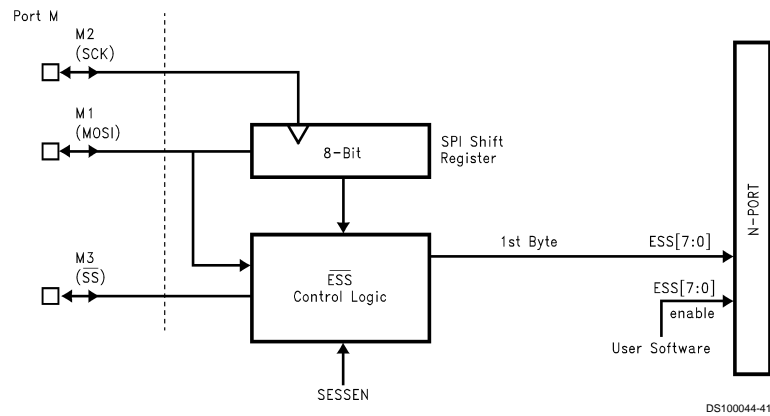 Port M
M2
(SCK)
M1
(MOSI)
8-Bit
SPI Shift
Register
N-PORT
1st Byte
ESS[7:0]
M3
(SS)
ESS
Control Logic
ESS[7:0]
enable
User Software
SESSEN
DS100044-41